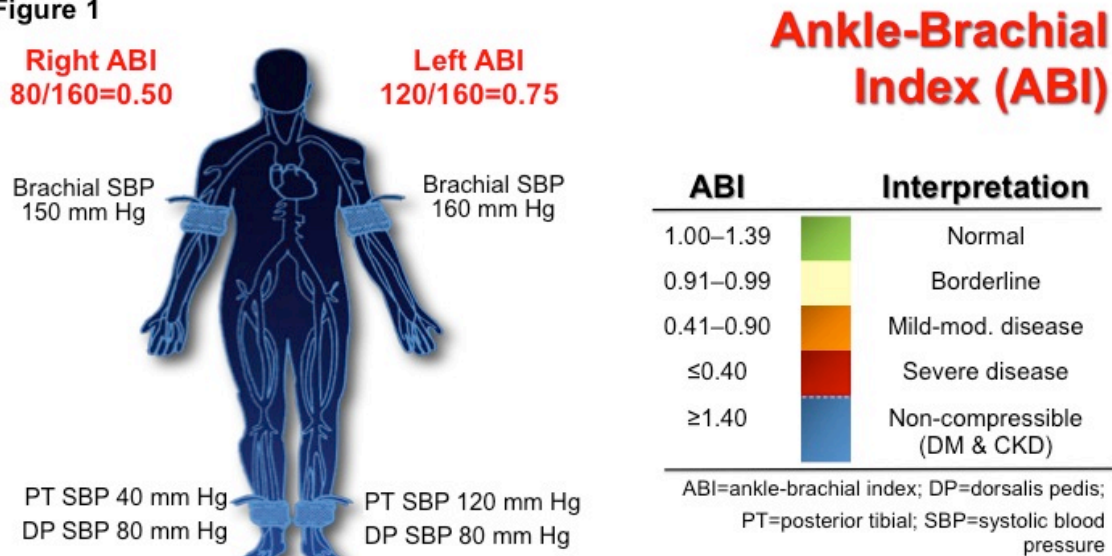 Figure 1
Right ABI
80/160=0.50
Left ABI
120/160=0.75
Brachial SBP
150 mm Hg
Brachial SBP
160 mm Hg
PT SBP 40 mm Hg
DP SBP 80 mm Hg
PT SBP 120 mm Hg
DP SBP 80 mm Hg
Ankle-Brachial
Index (ABI)
ABI Interpretation
1.00–1.39 Normal
0.91–0.99 Borderline
0.41–0.90 Mild-mod. disease
≤0.40 Severe disease
≥1.40 Non-compressible
(DM & CKD)
ABI=ankle-brachial index; DP=dorsalis pedis;
PT=posterior tibial; SBP=systolic blood
pressure